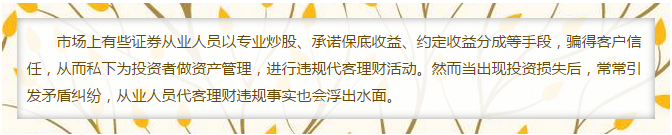 市场上有些证券从业人员以专业炒股、承诺保底收益、约定收益分成等手段，骗得客户信
任，从而私下为投资者做资产管理，进行违规代客理财活动。然而当出现投资损失后，常常引
发矛盾纠纷，从业人员代客理财违规事实也会浮出水面。